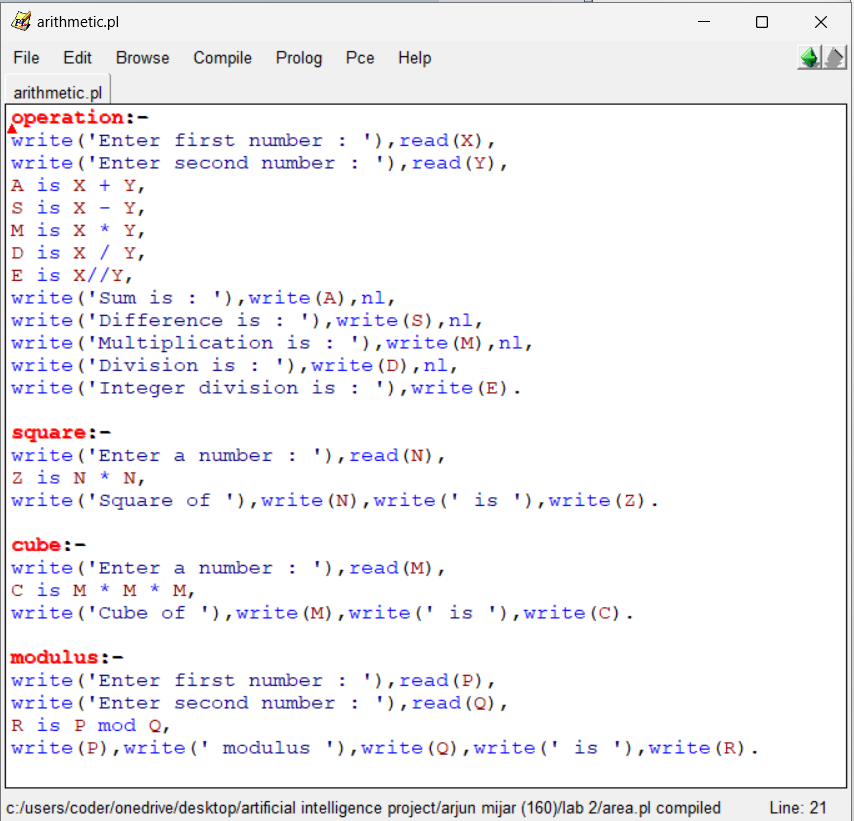 arithmetic.pl
File Edit Browse Compile Prolog Pce Help
arithmetic.pl
operation:-
write('Enter first number : '),read(X),
write('Enter second number : '),read(Y),
A is X + Y,
S is X - Y,
M is X * Y,
D is X / Y,
E is X//Y,
write('Sum is : '),write(A),nl,
write('Difference is : '),write(S),nl,
write('Multiplication is : '),write(M),nl,
write('Division is : '),write(D),nl,
write('Integer division is : '),write(E).
square:-
write('Enter a number : '),read(N),
Z is N * N,
write('Square of '),write(N),write(' is '),write(Z).
cube:-
write('Enter a number : '),read(M),
C is M * M * M,
write('Cube of '),write(M),write(' is '),write(C).
modulus:-
write('Enter first number : '),read(P),
write('Enter second number : '),read(Q),
R is P mod Q,
write(P),write(' modulus '),write(Q),write(' is '),write(R).
c:/users/coder/onedrive/desktop/artificial intelligence project/arjun mijar (160)/lab 2/area.pl compiled Line: 21